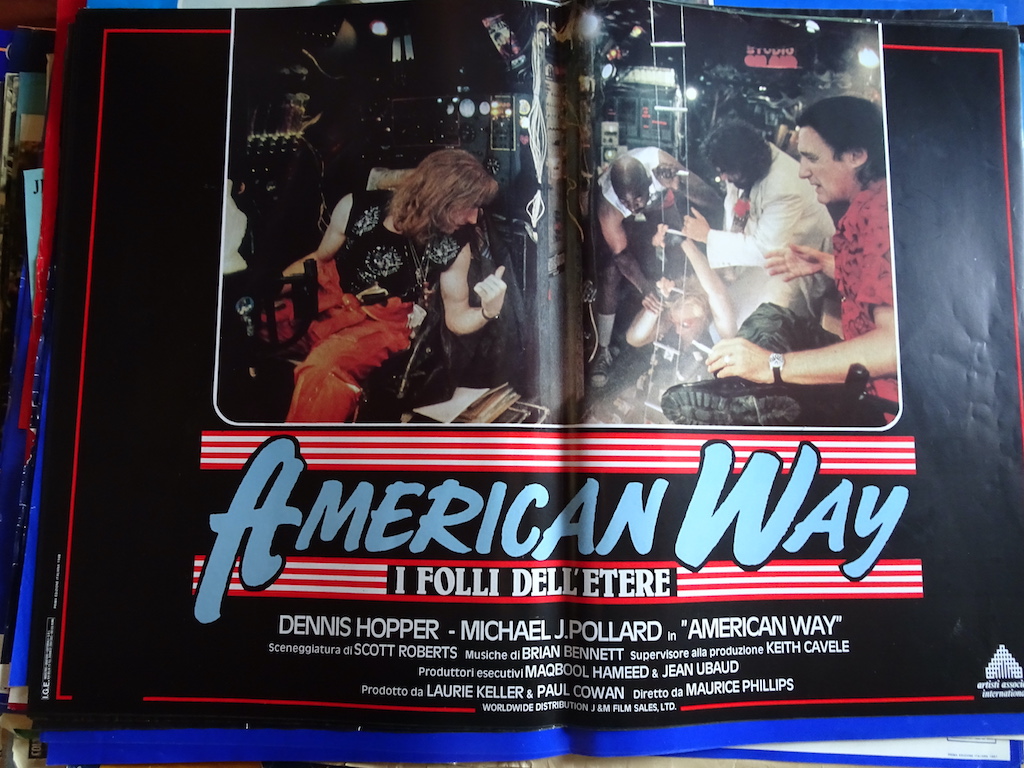 STUDIO
AMERICAN WAY
I FOLLI DELL'ETERE
DENNIS HOPPER - MICHAEL J. POLLARD in "AMERICAN WAY"
Sceneggiatura di SCOTT ROBERTS Musiche di BRIAN BENNETT Supervisore alla produzione KEITH CAVELE
Produttori esecutivi MAQBOOL HAMEED & JEAN UBAUD
Prodotto da LAURIE KELLER & PAUL COWAN Diretto da MAURICE PHILLIPS
WORLDWIDE DISTRIBUTION J & M FILM SALES, LTD.
artisti associ
internationa
I.G.E.